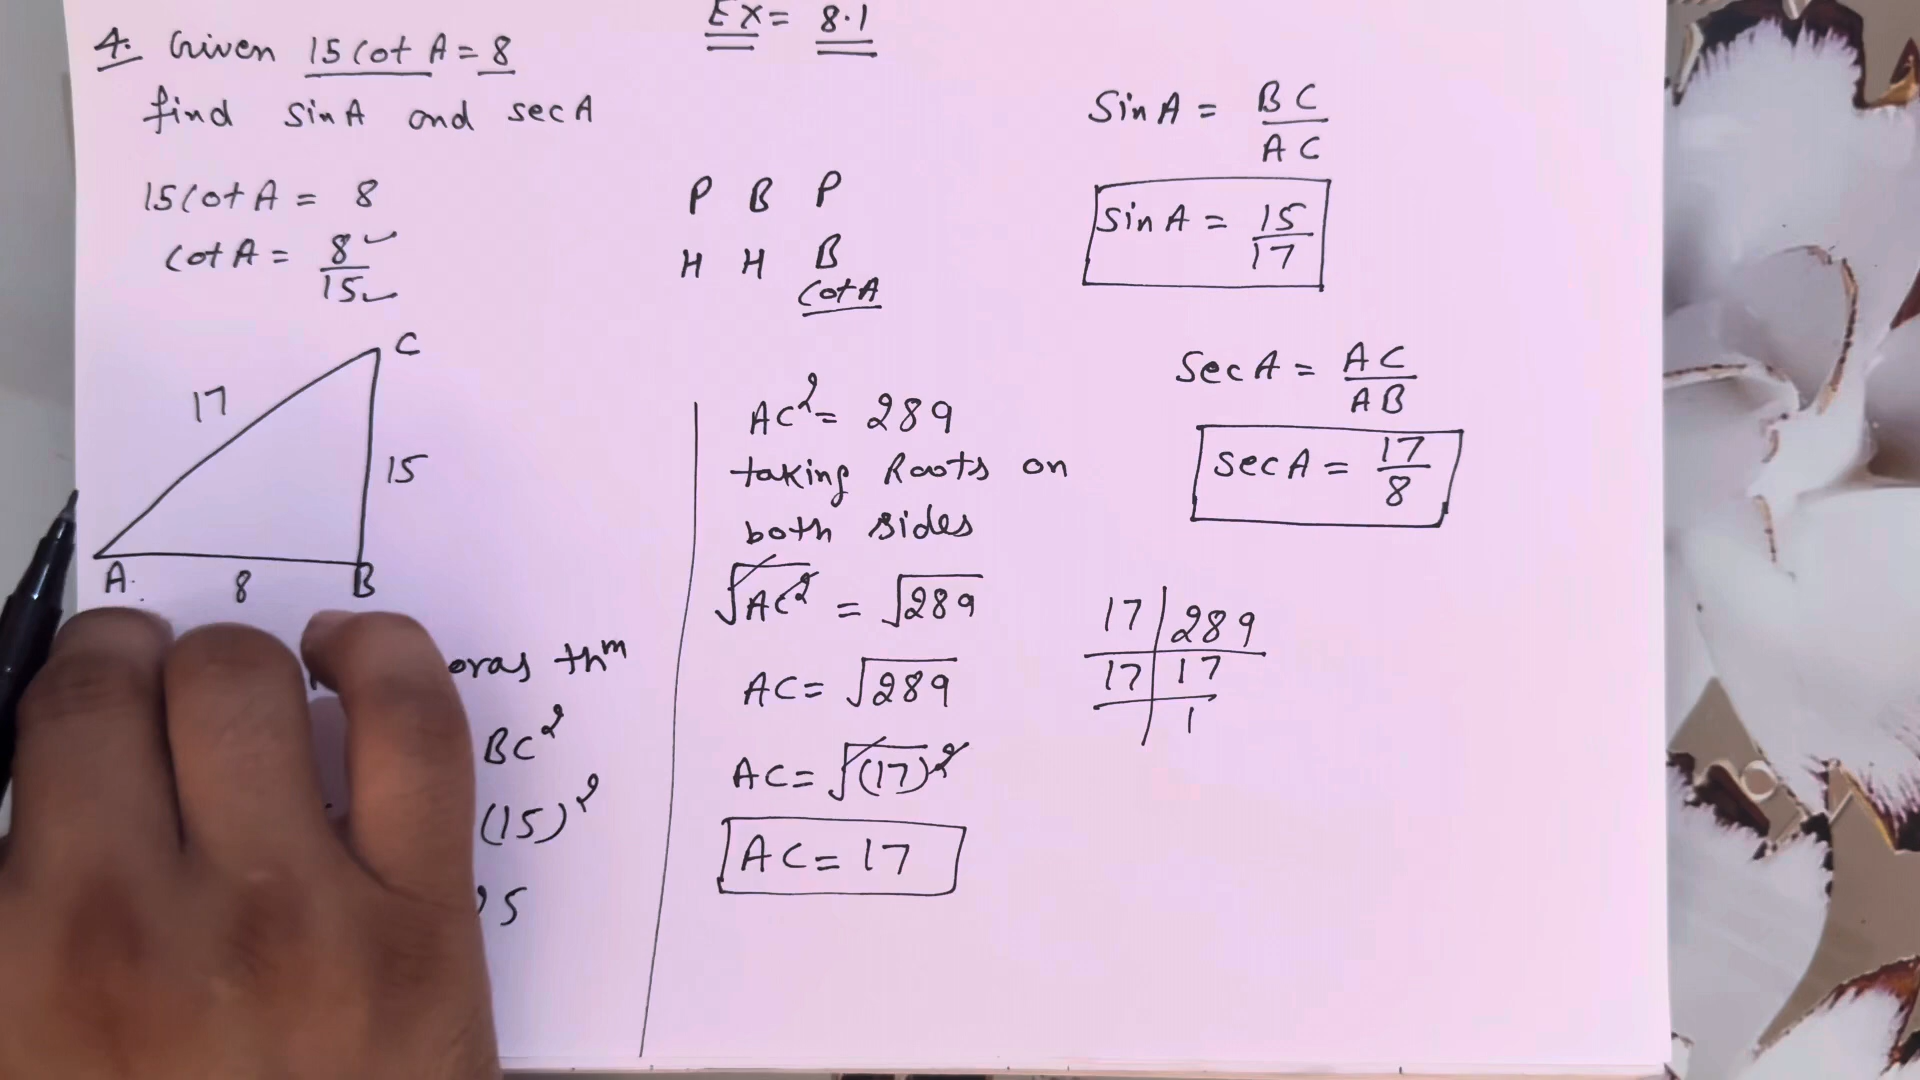 EX = 8.1
4. Given 15 cot A = 8
find sin A and sec A
15 cot A = 8
cot A = 8/15
C
17
15
A
8
B
thm
BC²
(15)²
P B P
H H B
cot A
AC² = 289
taking Roots on
both sides
√AC² = √289
AC = √289
AC = √(17)²
AC = 17
Sin A = BC/AC
Sin A = 15/17
Sec A = AC/AB
Sec A = 17/8
17 | 289
17 | 17
1